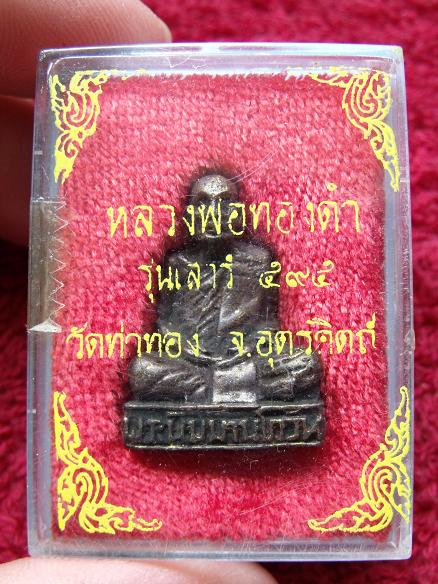 หลวงพ่อทองดำ
รุ่นเสาร์ ๕๙๕
วัดท่าทอง จ.อุตรดิตถ์